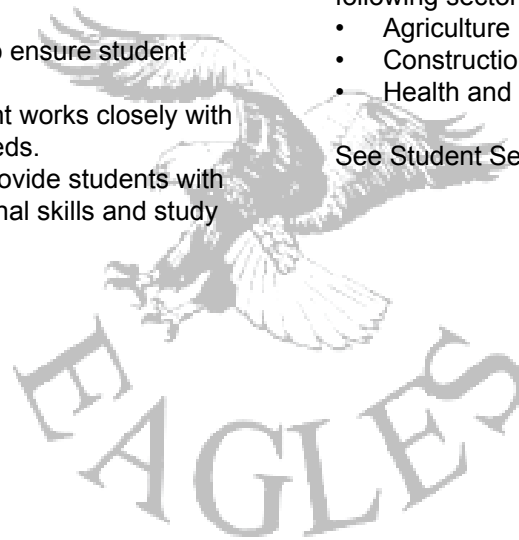 o ensure student
nt works closely with
eds.
ovide students with
nal skills and study
following sector
• Agriculture
• Constructio
• Health and
See Student Se
EAGLES